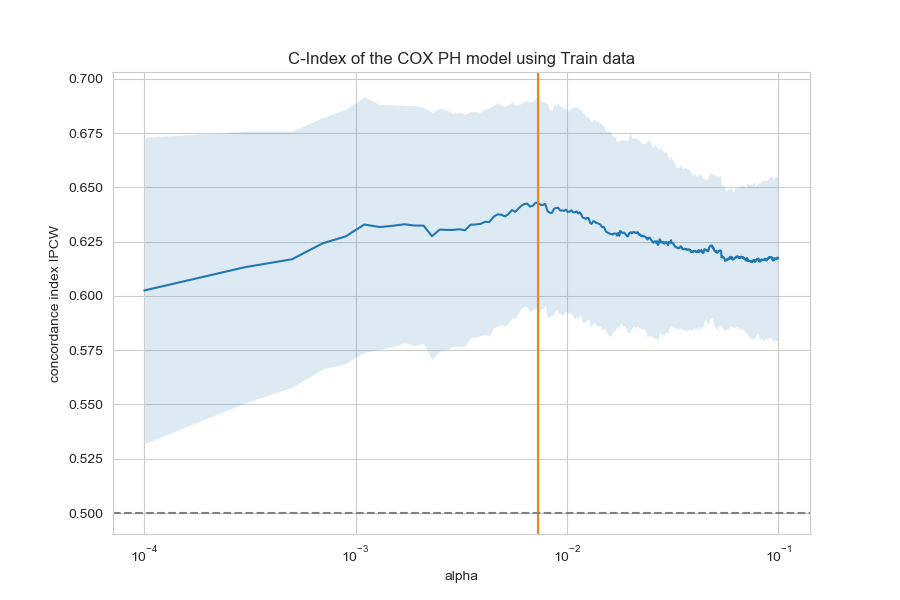 C-Index of the COX PH model using Train data
concordance index IPCW
0.700
0.675
0.650
0.625
0.600
0.575
0.550
0.525
0.500
10⁻⁴ 10⁻³ 10⁻² 10⁻¹
alpha